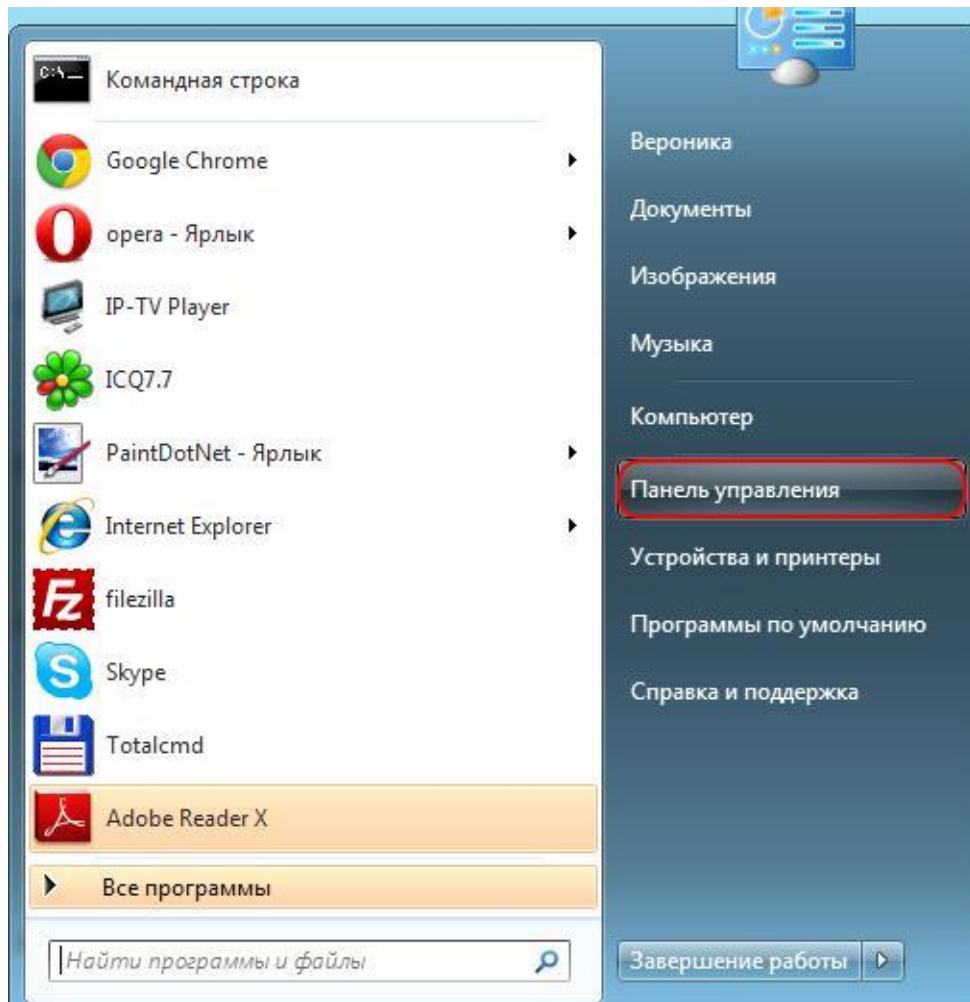 C:\_
Командная строка
Google Chrome
opera - Ярлык
IP-TV Player
ICQ7.7
PaintDotNet - Ярлык
Internet Explorer
filezilla
Skype
Totalcmd
Adobe Reader X
Все программы
Найти программы и файлы
Вероника
Документы
Изображения
Музыка
Компьютер
Панель управления
Устройства и принтеры
Программы по умолчанию
Справка и поддержка
Завершение работы